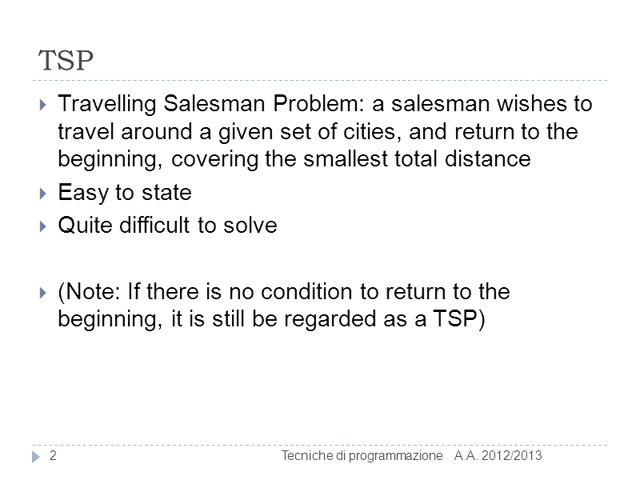 TSP
Travelling Salesman Problem: a salesman wishes to
travel around a given set of cities, and return to the
beginning, covering the smallest total distance
Easy to state
Quite difficult to solve
(Note: If there is no condition to return to the
beginning, it is still be regarded as a TSP)
2 Tecniche di programmazione A.A. 2012/2013